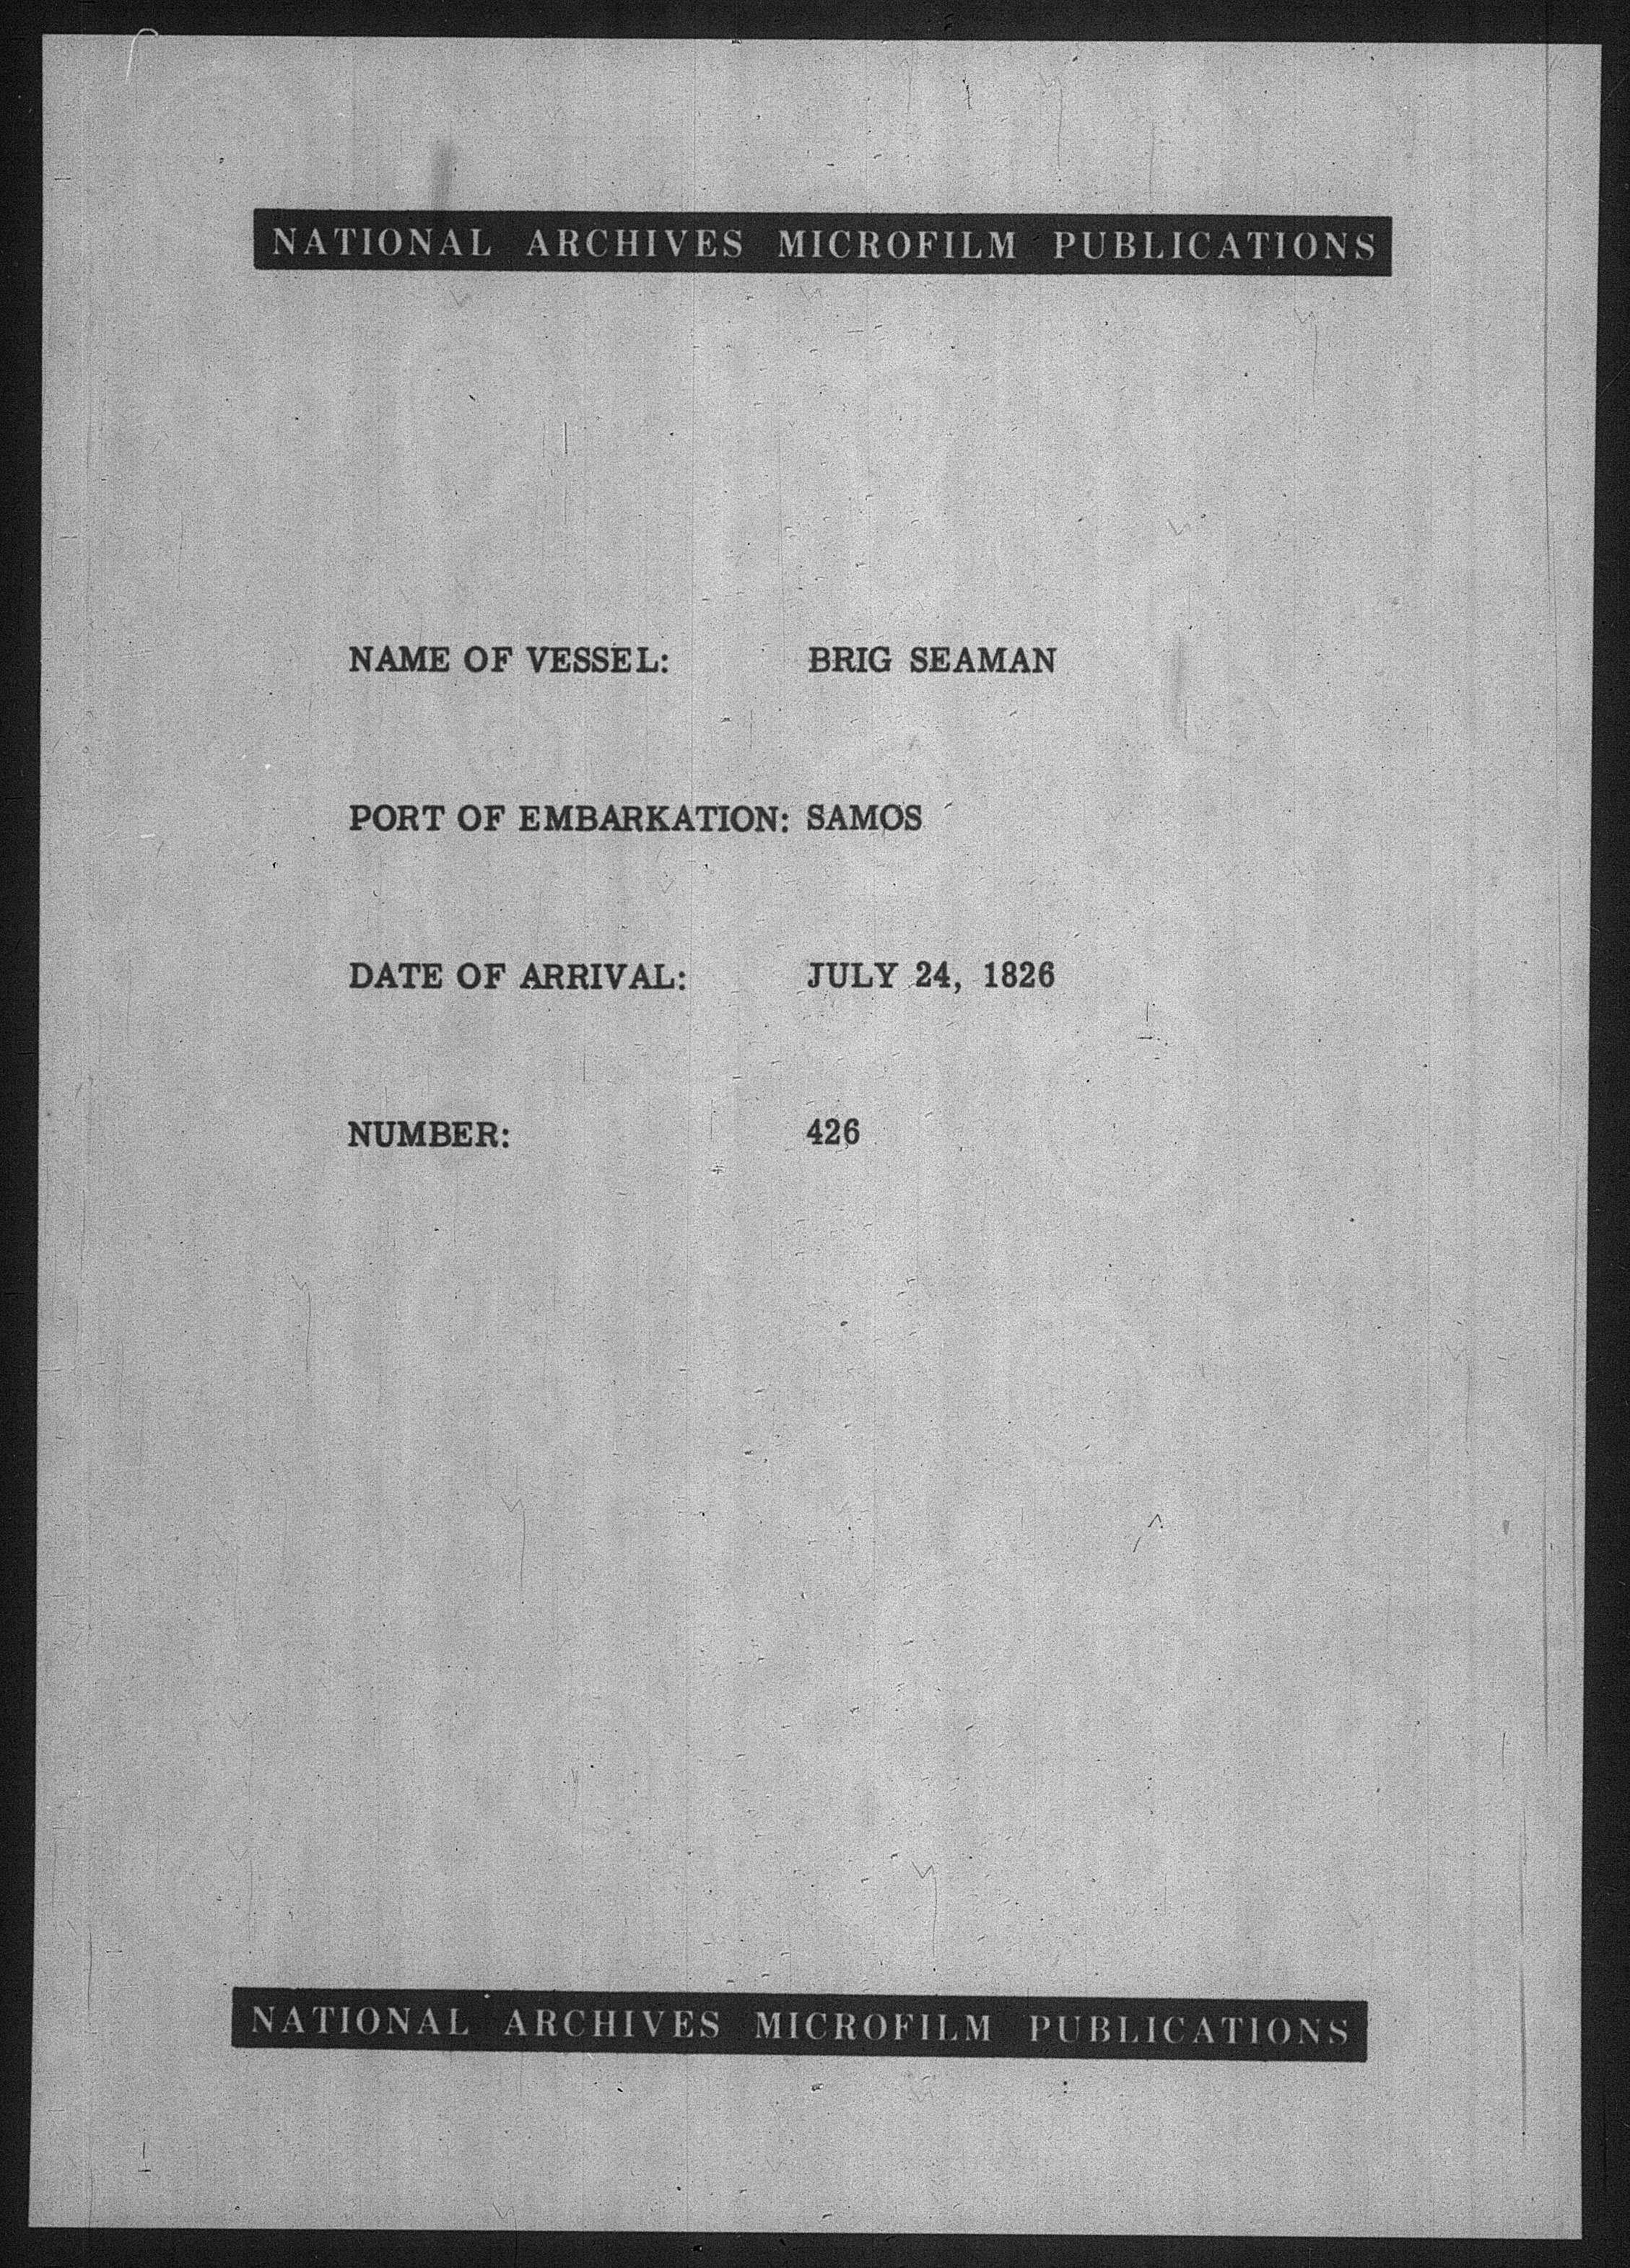 NATIONAL ARCHIVES MICROFILM PUBLICATIONS
NAME OF VESSEL: BRIG SEAMAN
PORT OF EMBARKATION: SAMOS
DATE OF ARRIVAL: JULY 24, 1826
NUMBER: 426
NATIONAL ARCHIVES MICROFILM PUBLICATIONS